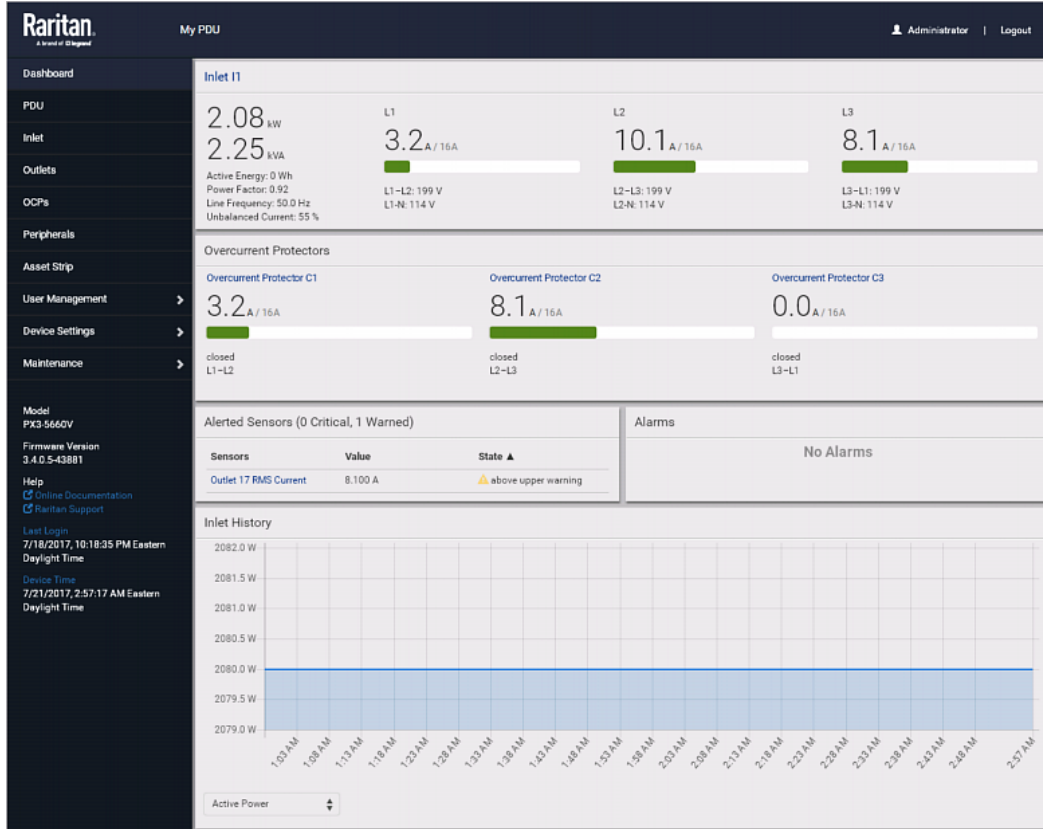 Raritan.
A brand of legrand
My PDU
Administrator | Logout
Dashboard
PDU
Inlet
Outlets
OCPs
Peripherals
Asset Strip
User Management
Device Settings
Maintenance
Model
PX3-5660V
Firmware Version
3.4.0.5-43881
Help
Online Documentation
Raritan Support
Last Login
7/18/2017, 10:18:35 PM Eastern
Daylight Time
Device Time
7/21/2017, 2:57:17 AM Eastern
Daylight Time
Inlet I1
2.08 kW
2.25 kVA
Active Energy: 0 Wh
Power Factor: 0.92
Line Frequency: 50.0 Hz
Unbalanced Current: 55 %
L1
3.2 A / 16A
L1-L2: 199 V
L1-N: 114 V
L2
10.1 A / 16A
L2-L3: 199 V
L2-N: 114 V
L3
8.1 A / 16A
L3-L1: 199 V
L3-N: 114 V
Overcurrent Protectors
Overcurrent Protector C1
3.2 A / 16A
closed
L1-L2
Overcurrent Protector C2
8.1 A / 16A
closed
L2-L3
Overcurrent Protector C3
0.0 A / 16A
closed
L3-L1
Alerted Sensors (0 Critical, 1 Warned)
Sensors Value State ▲
Outlet 17 RMS Current 8.100 A above upper warning
Alarms
No Alarms
Inlet History
2082.0 W
2081.5 W
2081.0 W
2080.5 W
2080.0 W
2079.5 W
2079.0 W
1:03 AM 1:08 AM 1:13 AM 1:18 AM 1:23 AM 1:28 AM 1:33 AM 1:38 AM 1:43 AM 1:48 AM 1:53 AM 1:58 AM 2:03 AM 2:08 AM 2:13 AM 2:18 AM 2:23 AM 2:28 AM 2:33 AM 2:38 AM 2:43 AM 2:48 AM 2:57 AM
Active Power